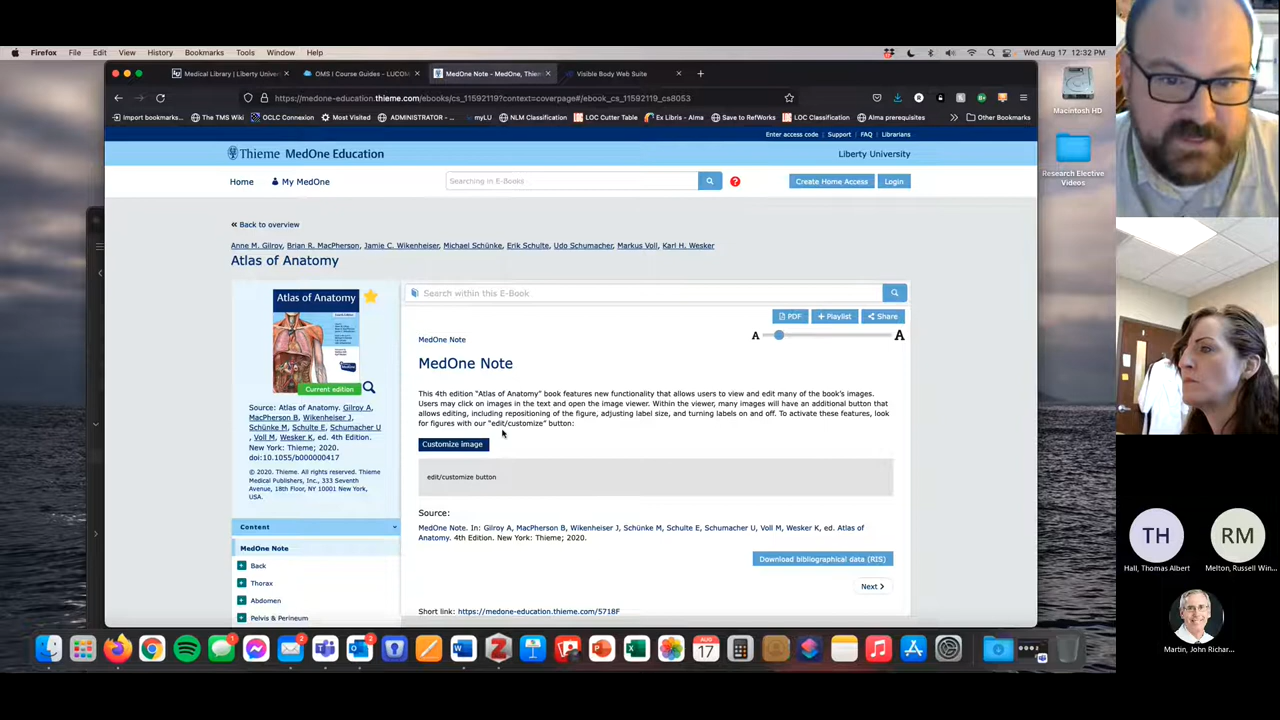 Firefox File Edit View History Bookmarks Tools Window Help
Wed Aug 17 12:32 PM
Medical Library | Liberty Univer
OMS I Course Guides - LUCOM
MedOne Note - MedOne, Thiem
Visible Body Web Suite
https://medone-education.thieme.com/ebooks/cs_11592119?context=coverpage#/ebook_cs_11592119_cs8053
Import bookmarks... The TMS Wiki OCLC Connexion Most Visited ADMINISTRATOR - ... myLU NLM Classification LOC Cutter Table Ex Libris - Alma Save to RefWorks LOC Classification Alma prerequisites Other Bookmarks
Enter access code | Support | FAQ | Librarians
Thieme MedOne Education
Liberty University
Home My MedOne
Searching in E-Books
?
Create Home Access Login
Back to overview
Anne M. Gilroy, Brian R. MacPherson, Jamie C. Wikenheiser, Michael Schünke, Erik Schulte, Udo Schumacher, Markus Voll, Karl H. Wesker
Atlas of Anatomy
Atlas of Anatomy
Current edition
Source: Atlas of Anatomy. Gilroy A,
MacPherson B, Wikenheiser J,
Schünke M, Schulte E, Schumacher U
, Voll M, Wesker K, ed. 4th Edition.
New York: Thieme; 2020.
doi:10.1055/b000000417
© 2020. Thieme. All rights reserved. Thieme
Medical Publishers, Inc., 333 Seventh
Avenue, 18th Floor, NY 10001 New York,
USA.
Content
MedOne Note
Back
Thorax
Abdomen
Pelvis & Perineum
Search within this E-Book
PDF + Playlist Share
A A
MedOne Note
MedOne Note
This 4th edition "Atlas of Anatomy" book features new functionality that allows users to view and edit many of the book's images.
Users may click on images in the text and open the image viewer. Within the viewer, many images will have an additional button that
allows editing, including repositioning of the figure, adjusting label size, and turning labels on and off. To activate these features, look
for figures with our "edit/customize" button:
Customize image
edit/customize button
Source:
MedOne Note. In: Gilroy A, MacPherson B, Wikenheiser J, Schünke M, Schulte E, Schumacher U, Voll M, Wesker K, ed. Atlas of
Anatomy. 4th Edition. New York: Thieme; 2020.
Download bibliographical data (RIS)
Next
Short link: https://medone-education.thieme.com/5718F
Macintosh HD
Research Elective
Videos
TH
Hall, Thomas Albert
RM
Melton, Russell Win...
Martin, John Richar...
AUG
17